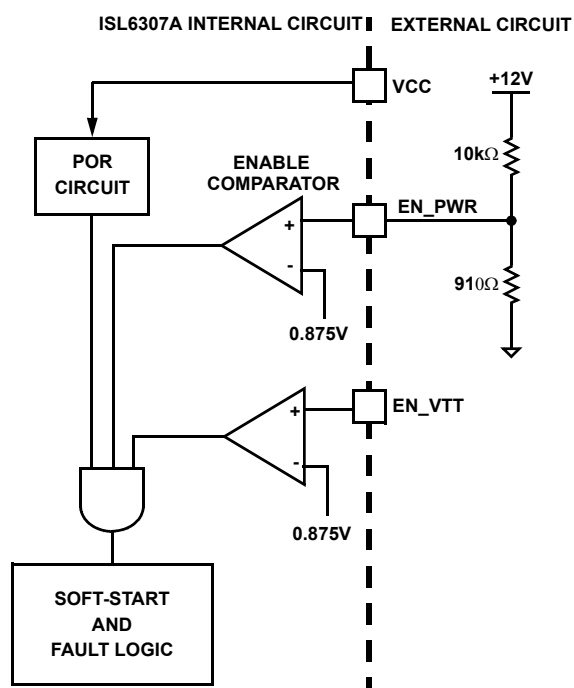 ISL6307A INTERNAL CIRCUIT
EXTERNAL CIRCUIT
VCC
+12V
POR
CIRCUIT
10kΩ
ENABLE
COMPARATOR
EN_PWR
+
-
910Ω
0.875V
EN_VTT
+
-
0.875V
SOFT-START
AND
FAULT LOGIC